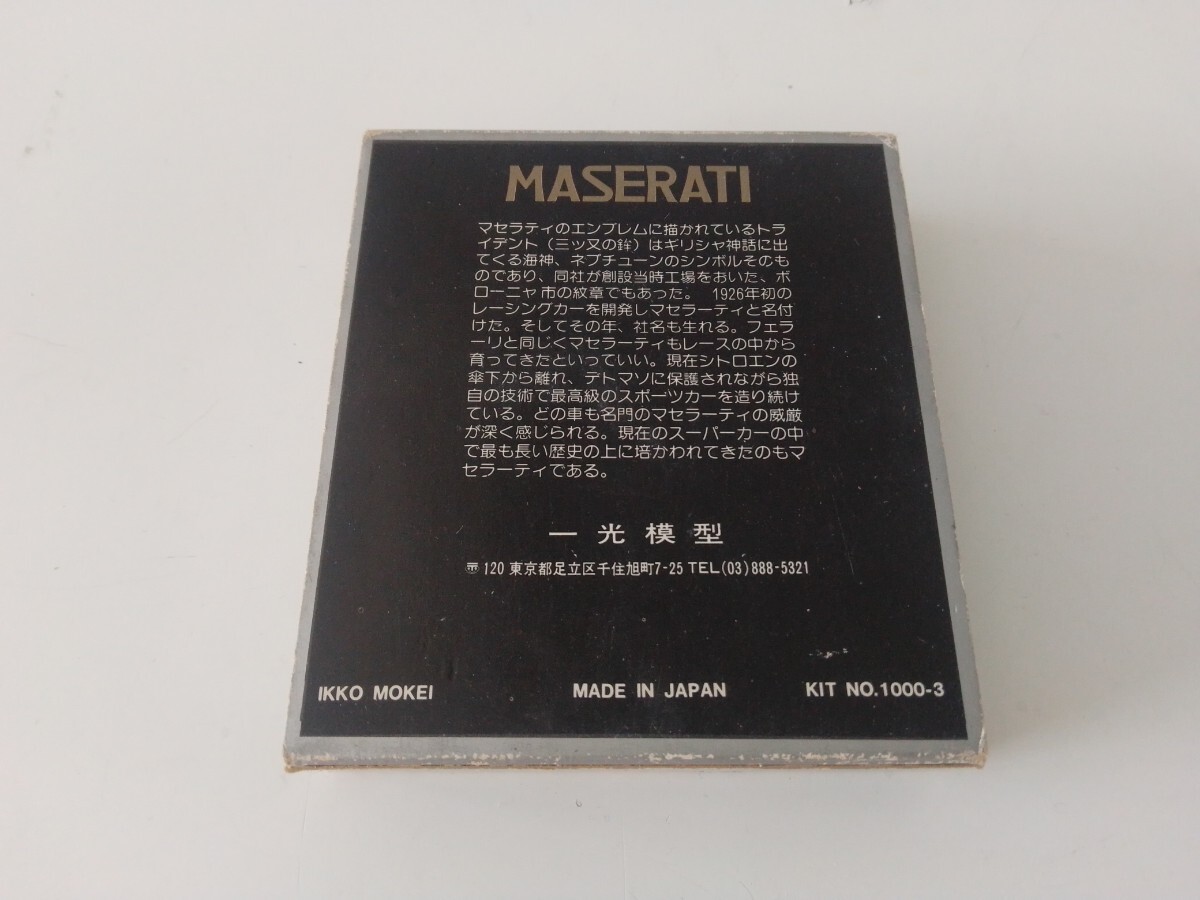 MASERATI
マセラティのエンブレムに描かれているトラ
イデント（三ッ又の鉾）はギリシャ神話に出
てくる海神、ネプチューンのシンボルそのも
のであり、同社が創設当時工場をおいた、ボ
ローニャ市の紋章でもあった。 1926年初の
レーシングカーを開発しマセラーティと名付
けた。そしてその年、社名も生れる。フェラ
ーリと同じくマセラーティもレースの中から
育ってきたといっていい。現在シトロエンの
傘下から離れ、デトマソに保護されながら独
自の技術で最高級のスポーツカーを造り続け
ている。どの車も名門のマセラーティの威厳
が深く感じられる。現在のスーパーカーの中
で最も長い歴史の上に培かわれてきたのもマ
セラーティである。
一光模型
〠120 東京都足立区千住旭町7-25 TEL(03)888-5321
IKKO MOKEI MADE IN JAPAN KIT NO.1000-3